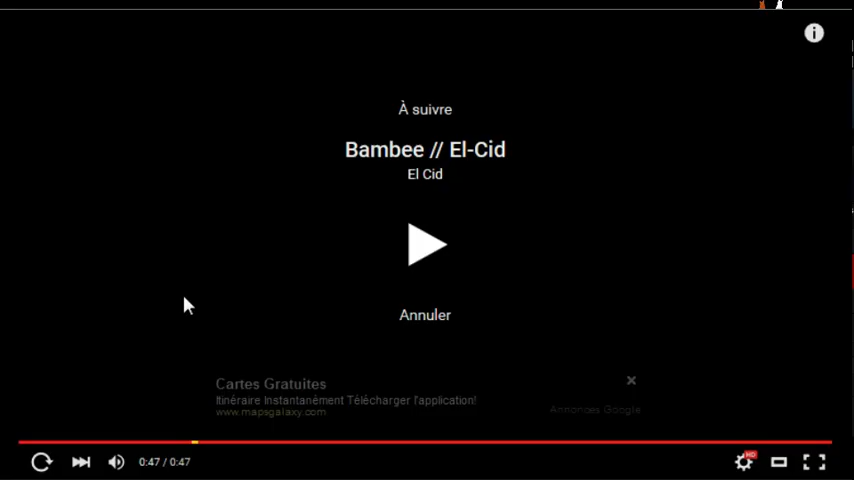 À suivre
Bambee // El-Cid
El Cid
Annuler
Cartes Gratuites
Itinéraire Instantanément Télécharger l'application!
www.mapsgalaxy.com
Annonces Google
HD
0:47 / 0:47